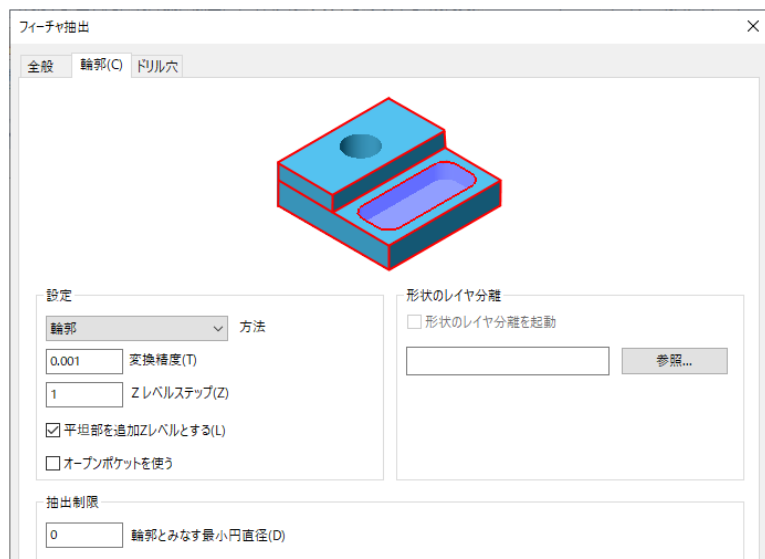 フィーチャ抽出
全般 輪郭(C) ドリル穴
設定
輪郭 方法
0.001 変換精度(T)
1 Z レベルステップ(Z)
平坦部を追加Zレベルとする(L)
オープンポケットを使う
形状のレイヤ分離
形状のレイヤ分離を起動
参照...
抽出制限
0 輪郭とみなす最小円直径(D)